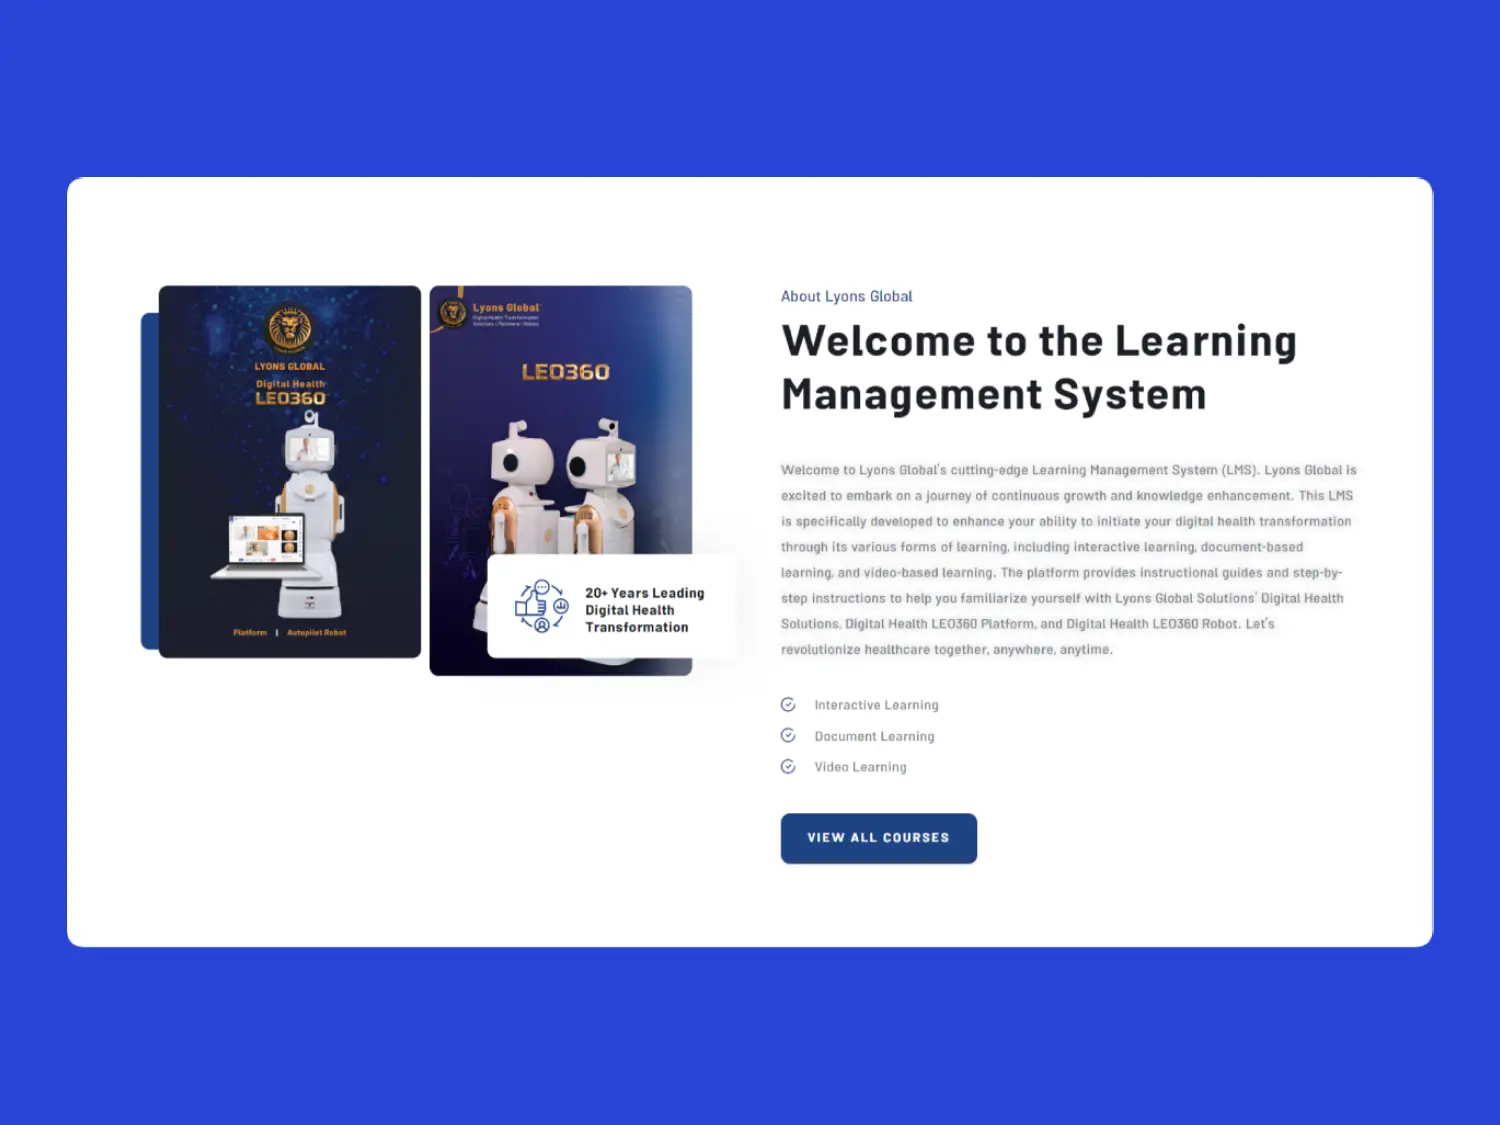 LYONS GLOBAL
Digital Health
LEO360
Platform | Autopilot Robot
Lyons Global
Digital Health Transformation
Solutions | Platforms | Robots
LEO360
20+ Years Leading
Digital Health
Transformation
About Lyons Global
Welcome to the Learning
Management System
Welcome to Lyons Global's cutting-edge Learning Management System (LMS). Lyons Global is
excited to embark on a journey of continuous growth and knowledge enhancement. This LMS
is specifically developed to enhance your ability to initiate your digital health transformation
through its various forms of learning, including interactive learning, document-based
learning, and video-based learning. The platform provides instructional guides and step-by-
step instructions to help you familiarize yourself with Lyons Global Solutions' Digital Health
Solutions, Digital Health LEO360 Platform, and Digital Health LEO360 Robot. Let's
revolutionize healthcare together, anywhere, anytime.
Interactive Learning
Document Learning
Video Learning
VIEW ALL COURSES